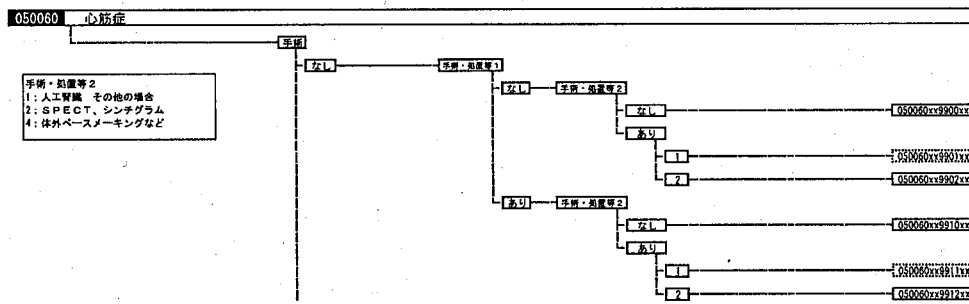 050060 心筋症
手術
なし 手術・処置等1
手術・処置等2
1:人工腎臓 その他の場合
2:SPECT、シンチグラム
4:体外ペースメーキングなど
なし 手術・処置等2
なし 050060xx9900xx
あり
1 050060xx9901xx
2 050060xx9902xx
あり 手術・処置等2
なし 050060xx9910xx
あり
1 050060xx9911xx
2 050060xx9912xx